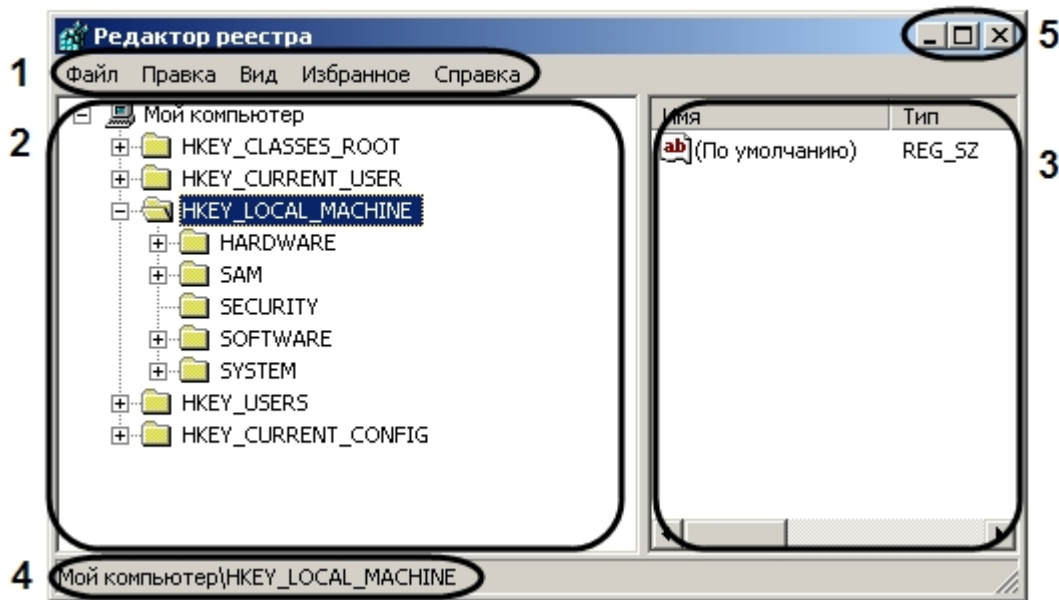 Редактор реестра
5
1
Файл Правка Вид Избранное Справка
2
Мой компьютер
HKEY_CLASSES_ROOT
HKEY_CURRENT_USER
HKEY_LOCAL_MACHINE
HARDWARE
SAM
SECURITY
SOFTWARE
SYSTEM
HKEY_USERS
HKEY_CURRENT_CONFIG
Имя Тип
ab (По умолчанию) REG_SZ
3
4
Мой компьютер\HKEY_LOCAL_MACHINE